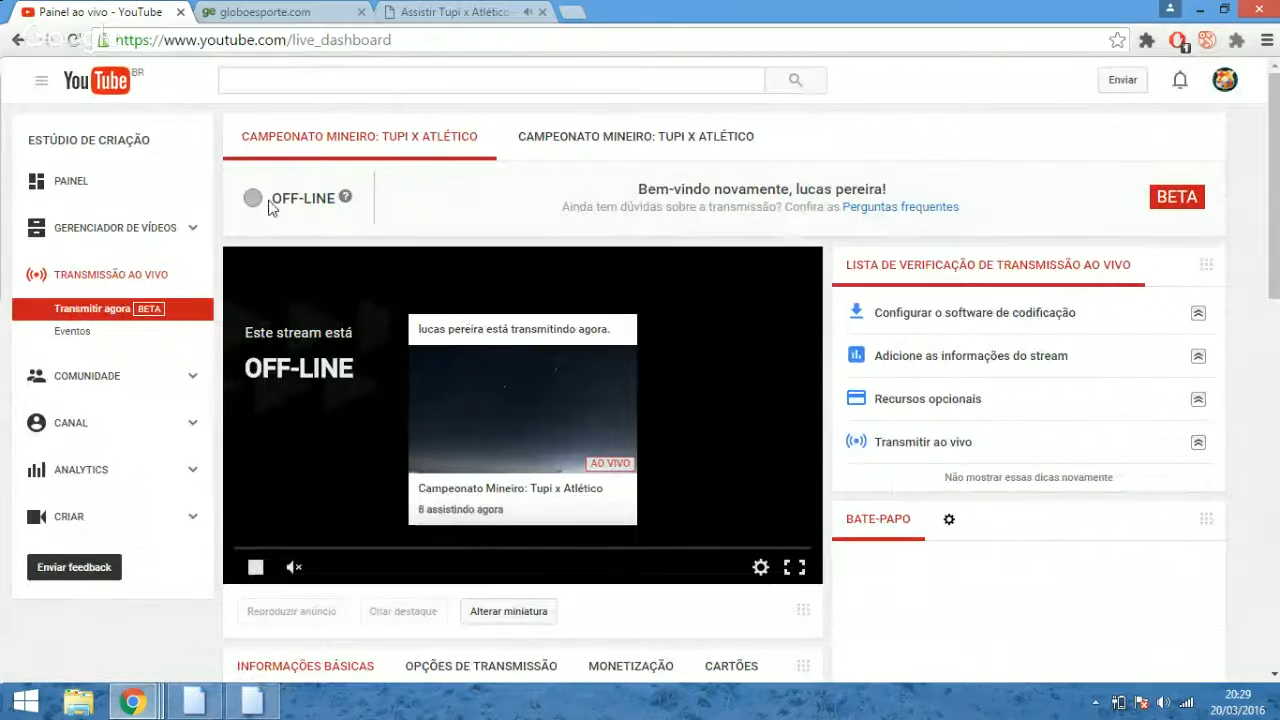 Painel ao vivo - YouTube
globoesporte.com
Assistir Tupi x Atlético -
https://www.youtube.com/live_dashboard
YouTube BR
Enviar
ESTÚDIO DE CRIAÇÃO
PAINEL
GERENCIADOR DE VÍDEOS
TRANSMISSÃO AO VIVO
Transmitir agora BETA
Eventos
COMUNIDADE
CANAL
ANALYTICS
CRIAR
Enviar feedback
CAMPEONATO MINEIRO: TUPI X ATLÉTICO
CAMPEONATO MINEIRO: TUPI X ATLÉTICO
OFF-LINE ?
Bem-vindo novamente, lucas pereira!
Ainda tem dúvidas sobre a transmissão? Confira as Perguntas frequentes
BETA
Este stream está
OFF-LINE
lucas pereira está transmitindo agora.
AO VIVO
Campeonato Mineiro: Tupi x Atlético
8 assistindo agora
Reproduzir anúncio
Criar destaque
Alterar miniatura
INFORMAÇÕES BÁSICAS
OPÇÕES DE TRANSMISSÃO
MONETIZAÇÃO
CARTÕES
LISTA DE VERIFICAÇÃO DE TRANSMISSÃO AO VIVO
Configurar o software de codificação
Adicione as informações do stream
Recursos opcionais
Transmitir ao vivo
Não mostrar essas dicas novamente
BATE-PAPO
20:29
20/03/2016